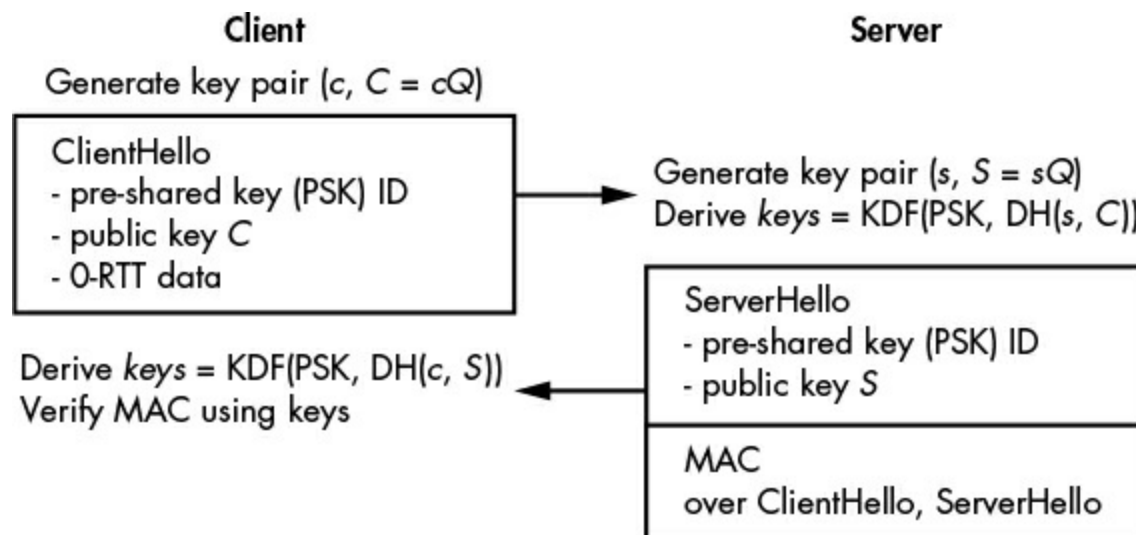 Client
Generate key pair (c, C = cQ)
ClientHello
- pre-shared key (PSK) ID
- public key C
- 0-RTT data
Derive keys = KDF(PSK, DH(c, S))
Verify MAC using keys
Server
Generate key pair (s, S = sQ)
Derive keys = KDF(PSK, DH(s, C))
ServerHello
- pre-shared key (PSK) ID
- public key S
MAC
over ClientHello, ServerHello